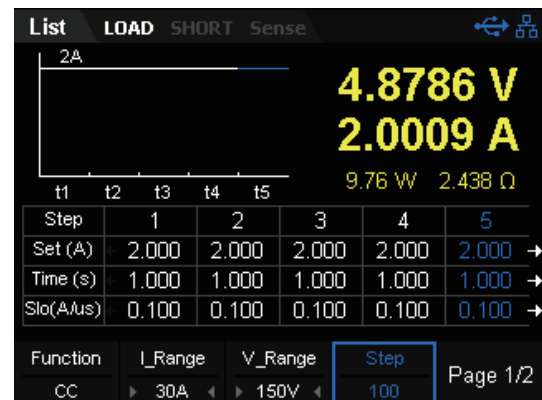 List LOAD SHORT Sense
2A
4.8786 V
2.0009 A
9.76 W 2.438 Ω
t1 t2 t3 t4 t5
Step 1 2 3 4 5
Set (A) 2.000 2.000 2.000 2.000 2.000
Time (s) 1.000 1.000 1.000 1.000 1.000
Slo(A/us) 0.100 0.100 0.100 0.100 0.100
Function I_Range V_Range Step Page 1/2
CC 30A 150V 100